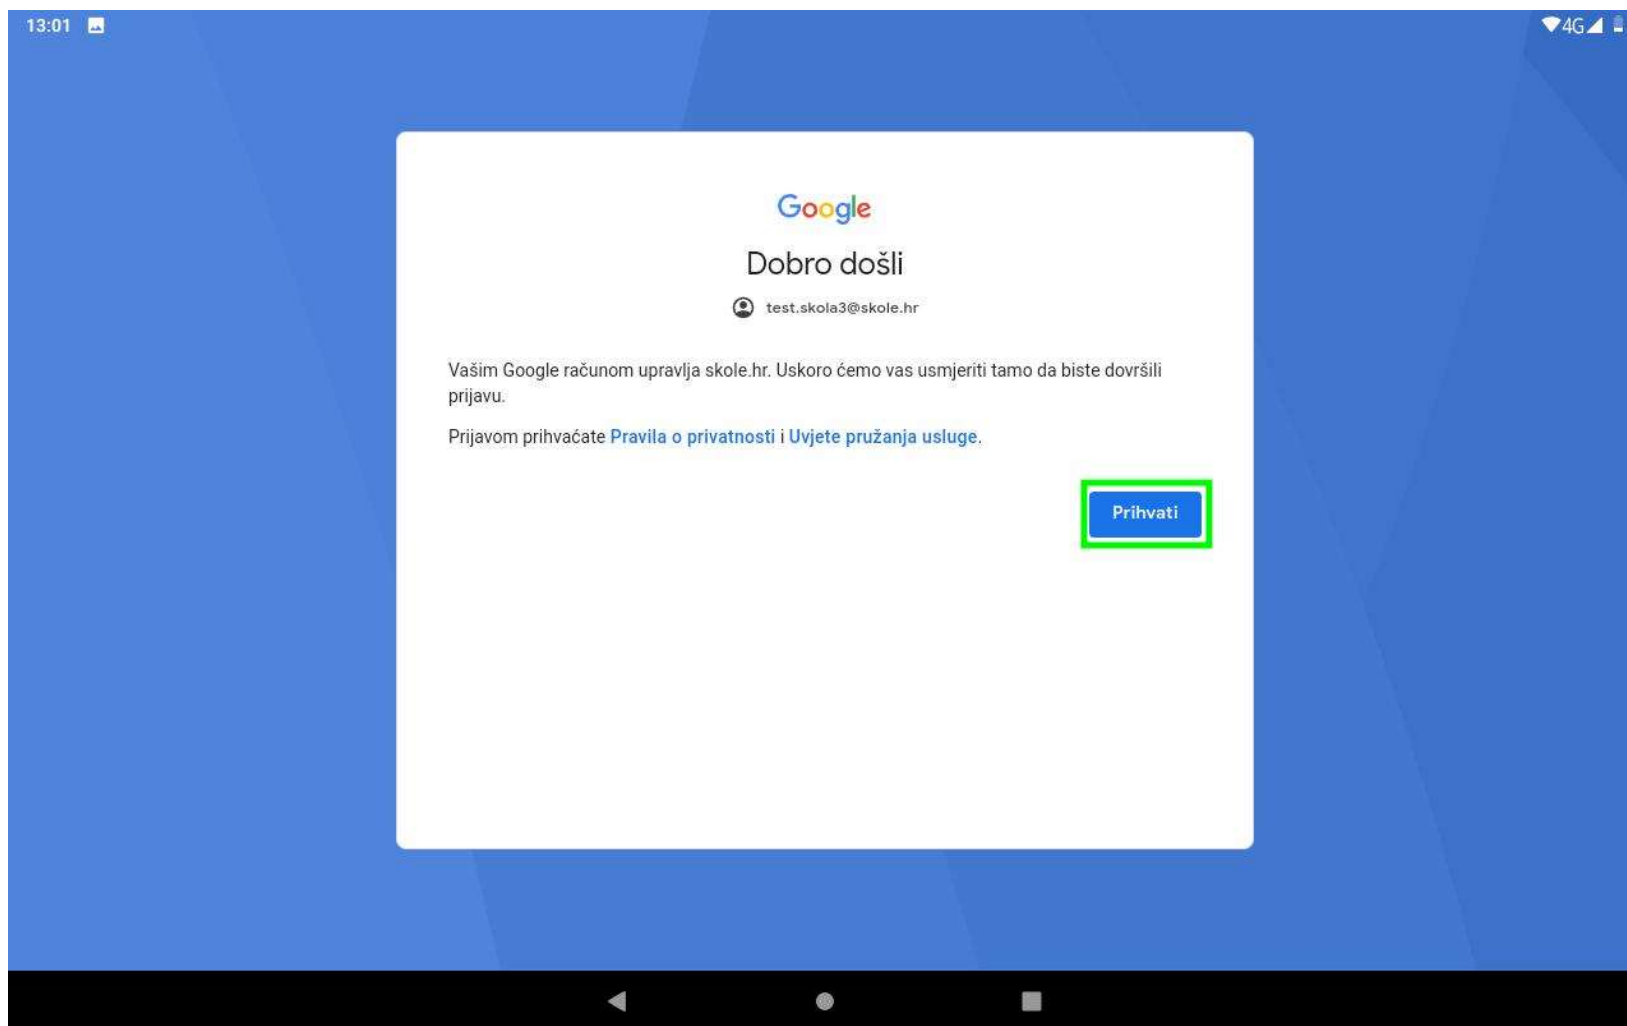 13:01
4G
Google
Dobro došli
test.skola3@skole.hr
Vašim Google računom upravlja skole.hr. Uskoro ćemo vas usmjeriti tamo da biste dovršili
prijavu.
Prijavom prihvaćate Pravila o privatnosti i Uvjete pružanja usluge.
Prihvati